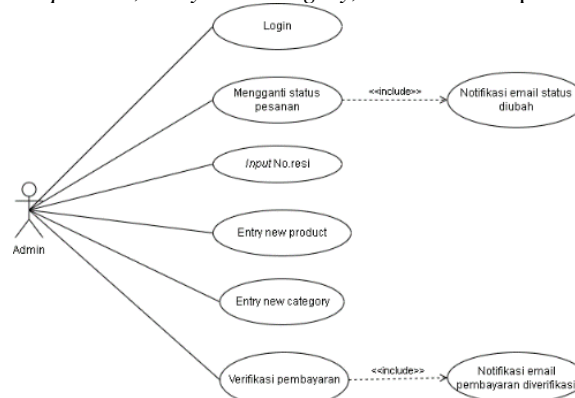 Login
Mengganti status
pesanan
<<include>>
Notifikasi email status
diubah
Input No.resi
Admin
Entry new product
Entry new category
Verifikasi pembayaran
<<include>>
Notifikasi email
pembayaran diverifikasi